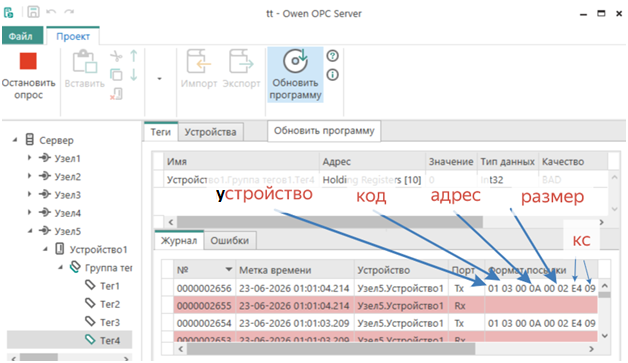 tt - Owen OPC Server
Файл Проект
Остановить опрос
Вставить
Импорт Экспорт
Обновить программу
Сервер
Узел1
Узел2
Узел3
Узел4
Узел5
Устройство1
Группа тег
Тег1
Тег2
Тег3
Тег4
Теги Устройства
Обновить программу
Имя Адрес Значение Тип данных Качество
Устройство1.Группа тегов1.Тег4 Holding Registers [10] 0 Int32 BAD
устройство код адрес размер
кс
Журнал Ошибки
№ Метка времени Устройство Порт Формат посылки
0000002656 23-06-2026 01:01:04.214 Узел5.Устройство1 Tx 01 03 00 0A 00 02 E4 09
0000002655 23-06-2026 01:01:04.214 Узел5.Устройство1 Rx
0000002654 23-06-2026 01:01:03.209 Узел5.Устройство1 Tx 01 03 00 0A 00 02 E4 09
0000002653 23-06-2026 01:01:03.209 Узел5.Устройство1 Rx